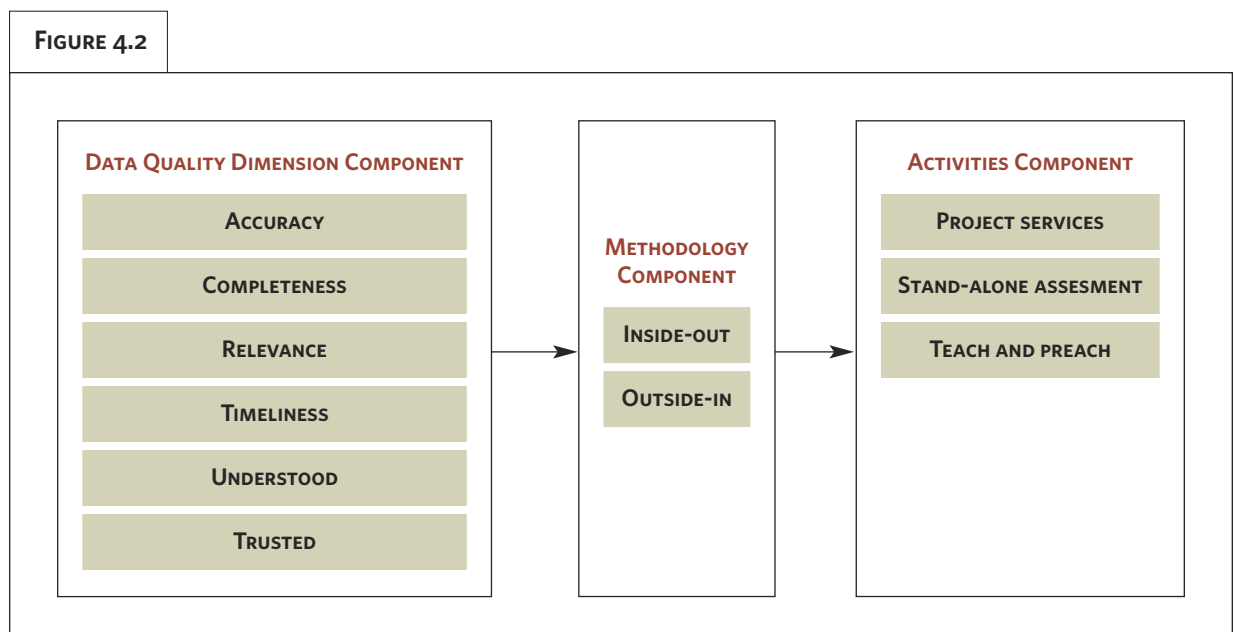 Figure 4.2
Data Quality Dimension Component
Accuracy
Completeness
Relevance
Timeliness
Understood
Trusted
Methodology
Component
Inside-out
Outside-in
Activities Component
Project services
Stand-alone assesment
Teach and preach